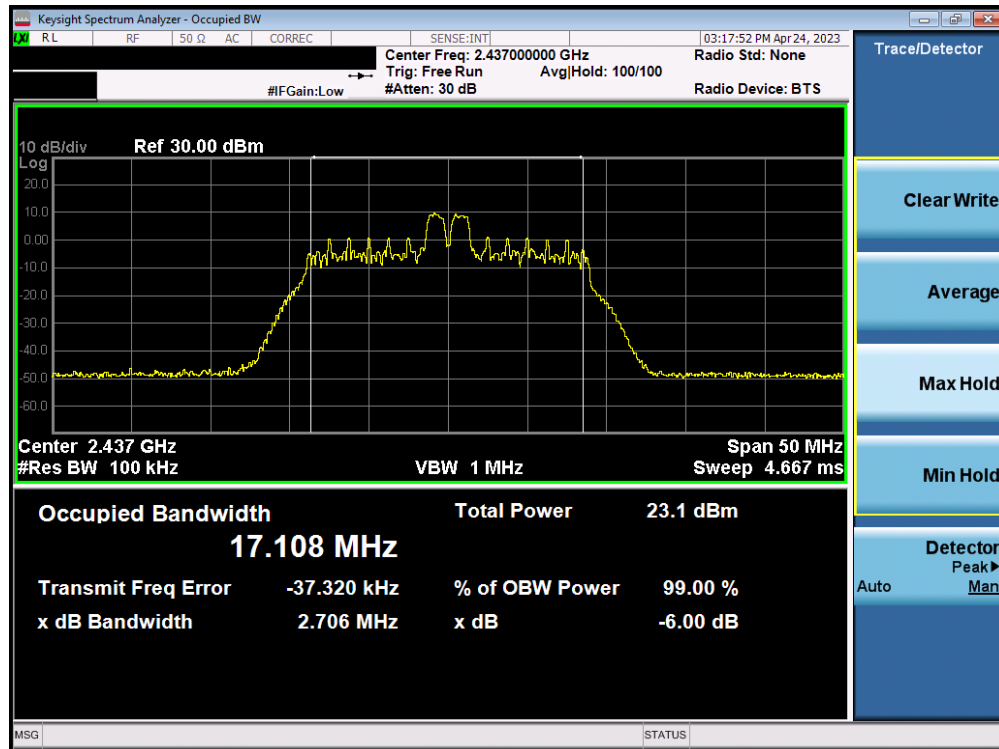 Keysight Spectrum Analyzer - Occupied BW
LXI RL RF 50 Ω AC CORREC SENSE:INT 03:17:52 PM Apr 24, 2023
Center Freq: 2.437000000 GHz Radio Std: None
Trig: Free Run Avg|Hold: 100/100
#IFGain:Low #Atten: 30 dB Radio Device: BTS
10 dB/div Ref 30.00 dBm
Log
20.0
10.0
0.00
-10.0
-20.0
-30.0
-40.0
-50.0
-60.0
Center 2.437 GHz Span 50 MHz
#Res BW 100 kHz VBW 1 MHz Sweep 4.667 ms
Occupied Bandwidth Total Power 23.1 dBm
17.108 MHz
Transmit Freq Error -37.320 kHz % of OBW Power 99.00 %
x dB Bandwidth 2.706 MHz x dB -6.00 dB
Trace/Detector
Clear Write
Average
Max Hold
Min Hold
Detector
Peak▶
Auto Man
MSG STATUS